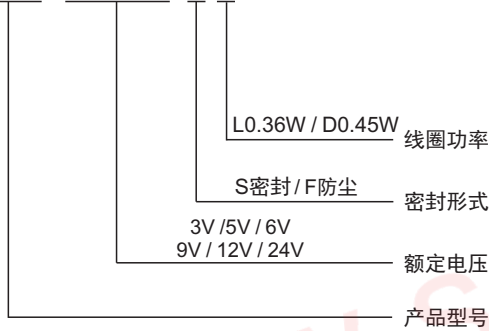 L0.36W / D0.45W 线圈功率
S密封 / F防尘 密封形式
3V /5V / 6V
9V / 12V / 24V 额定电压
产品型号